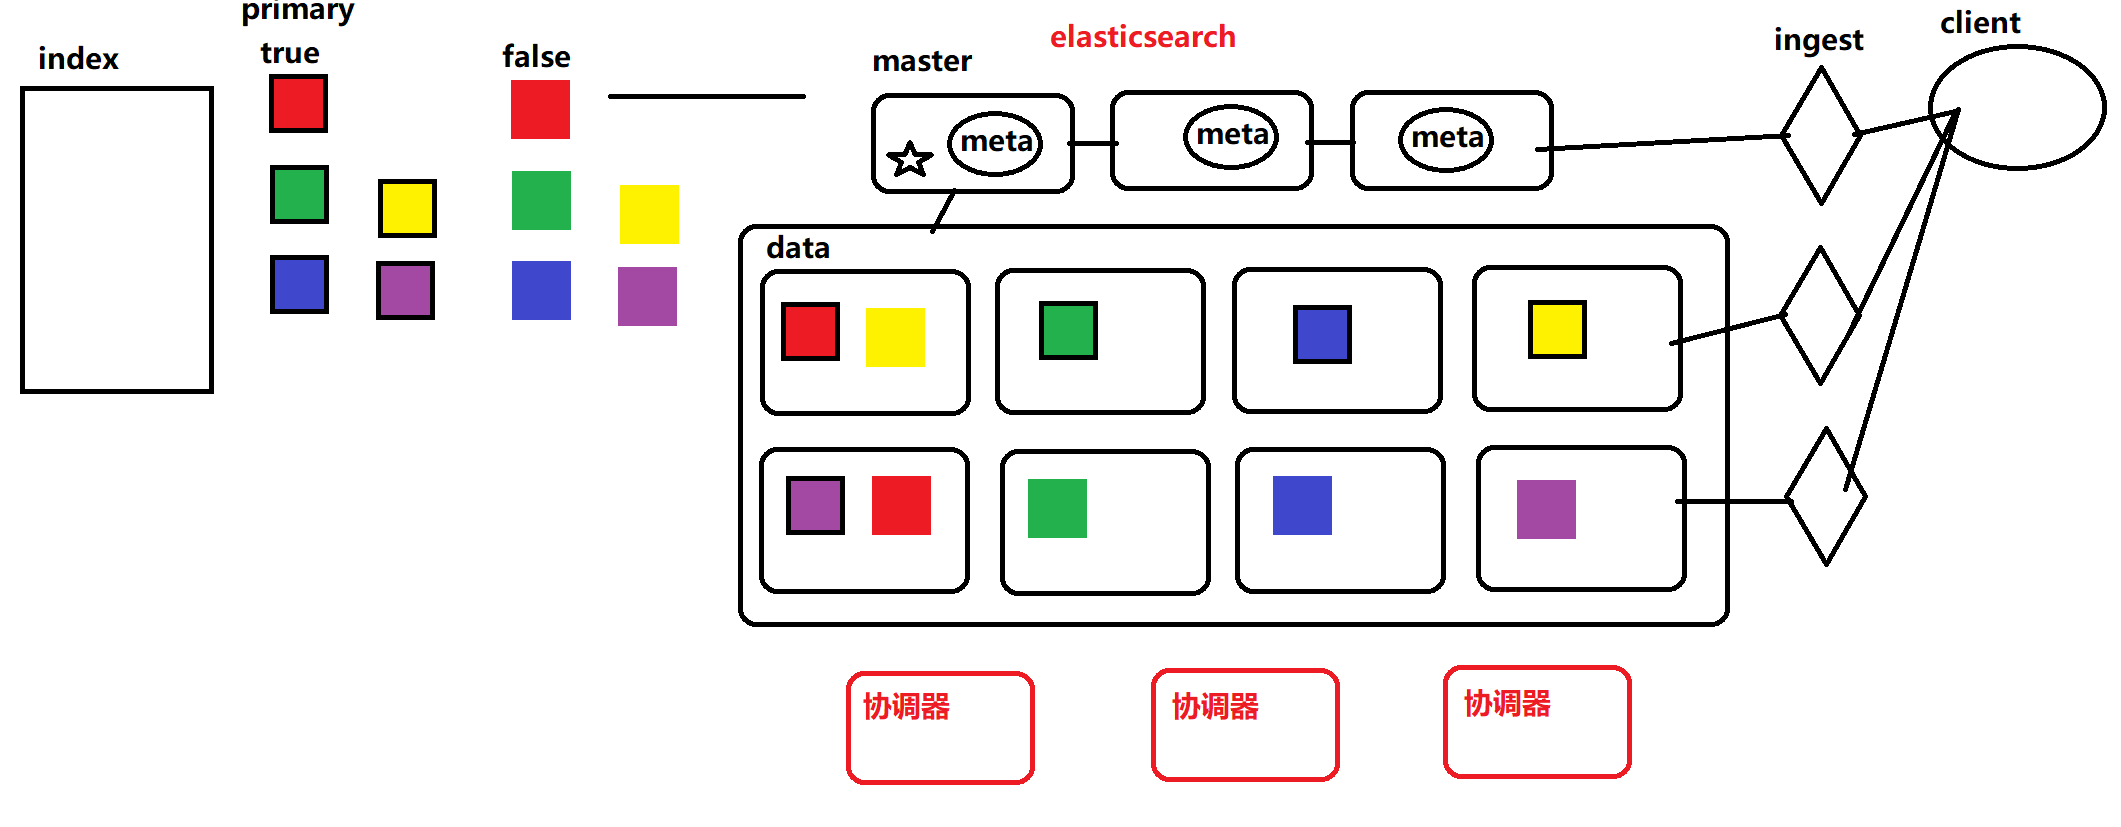 primary
true
false
index
elasticsearch
master
meta
meta
meta
ingest
client
data
协调器
协调器
协调器